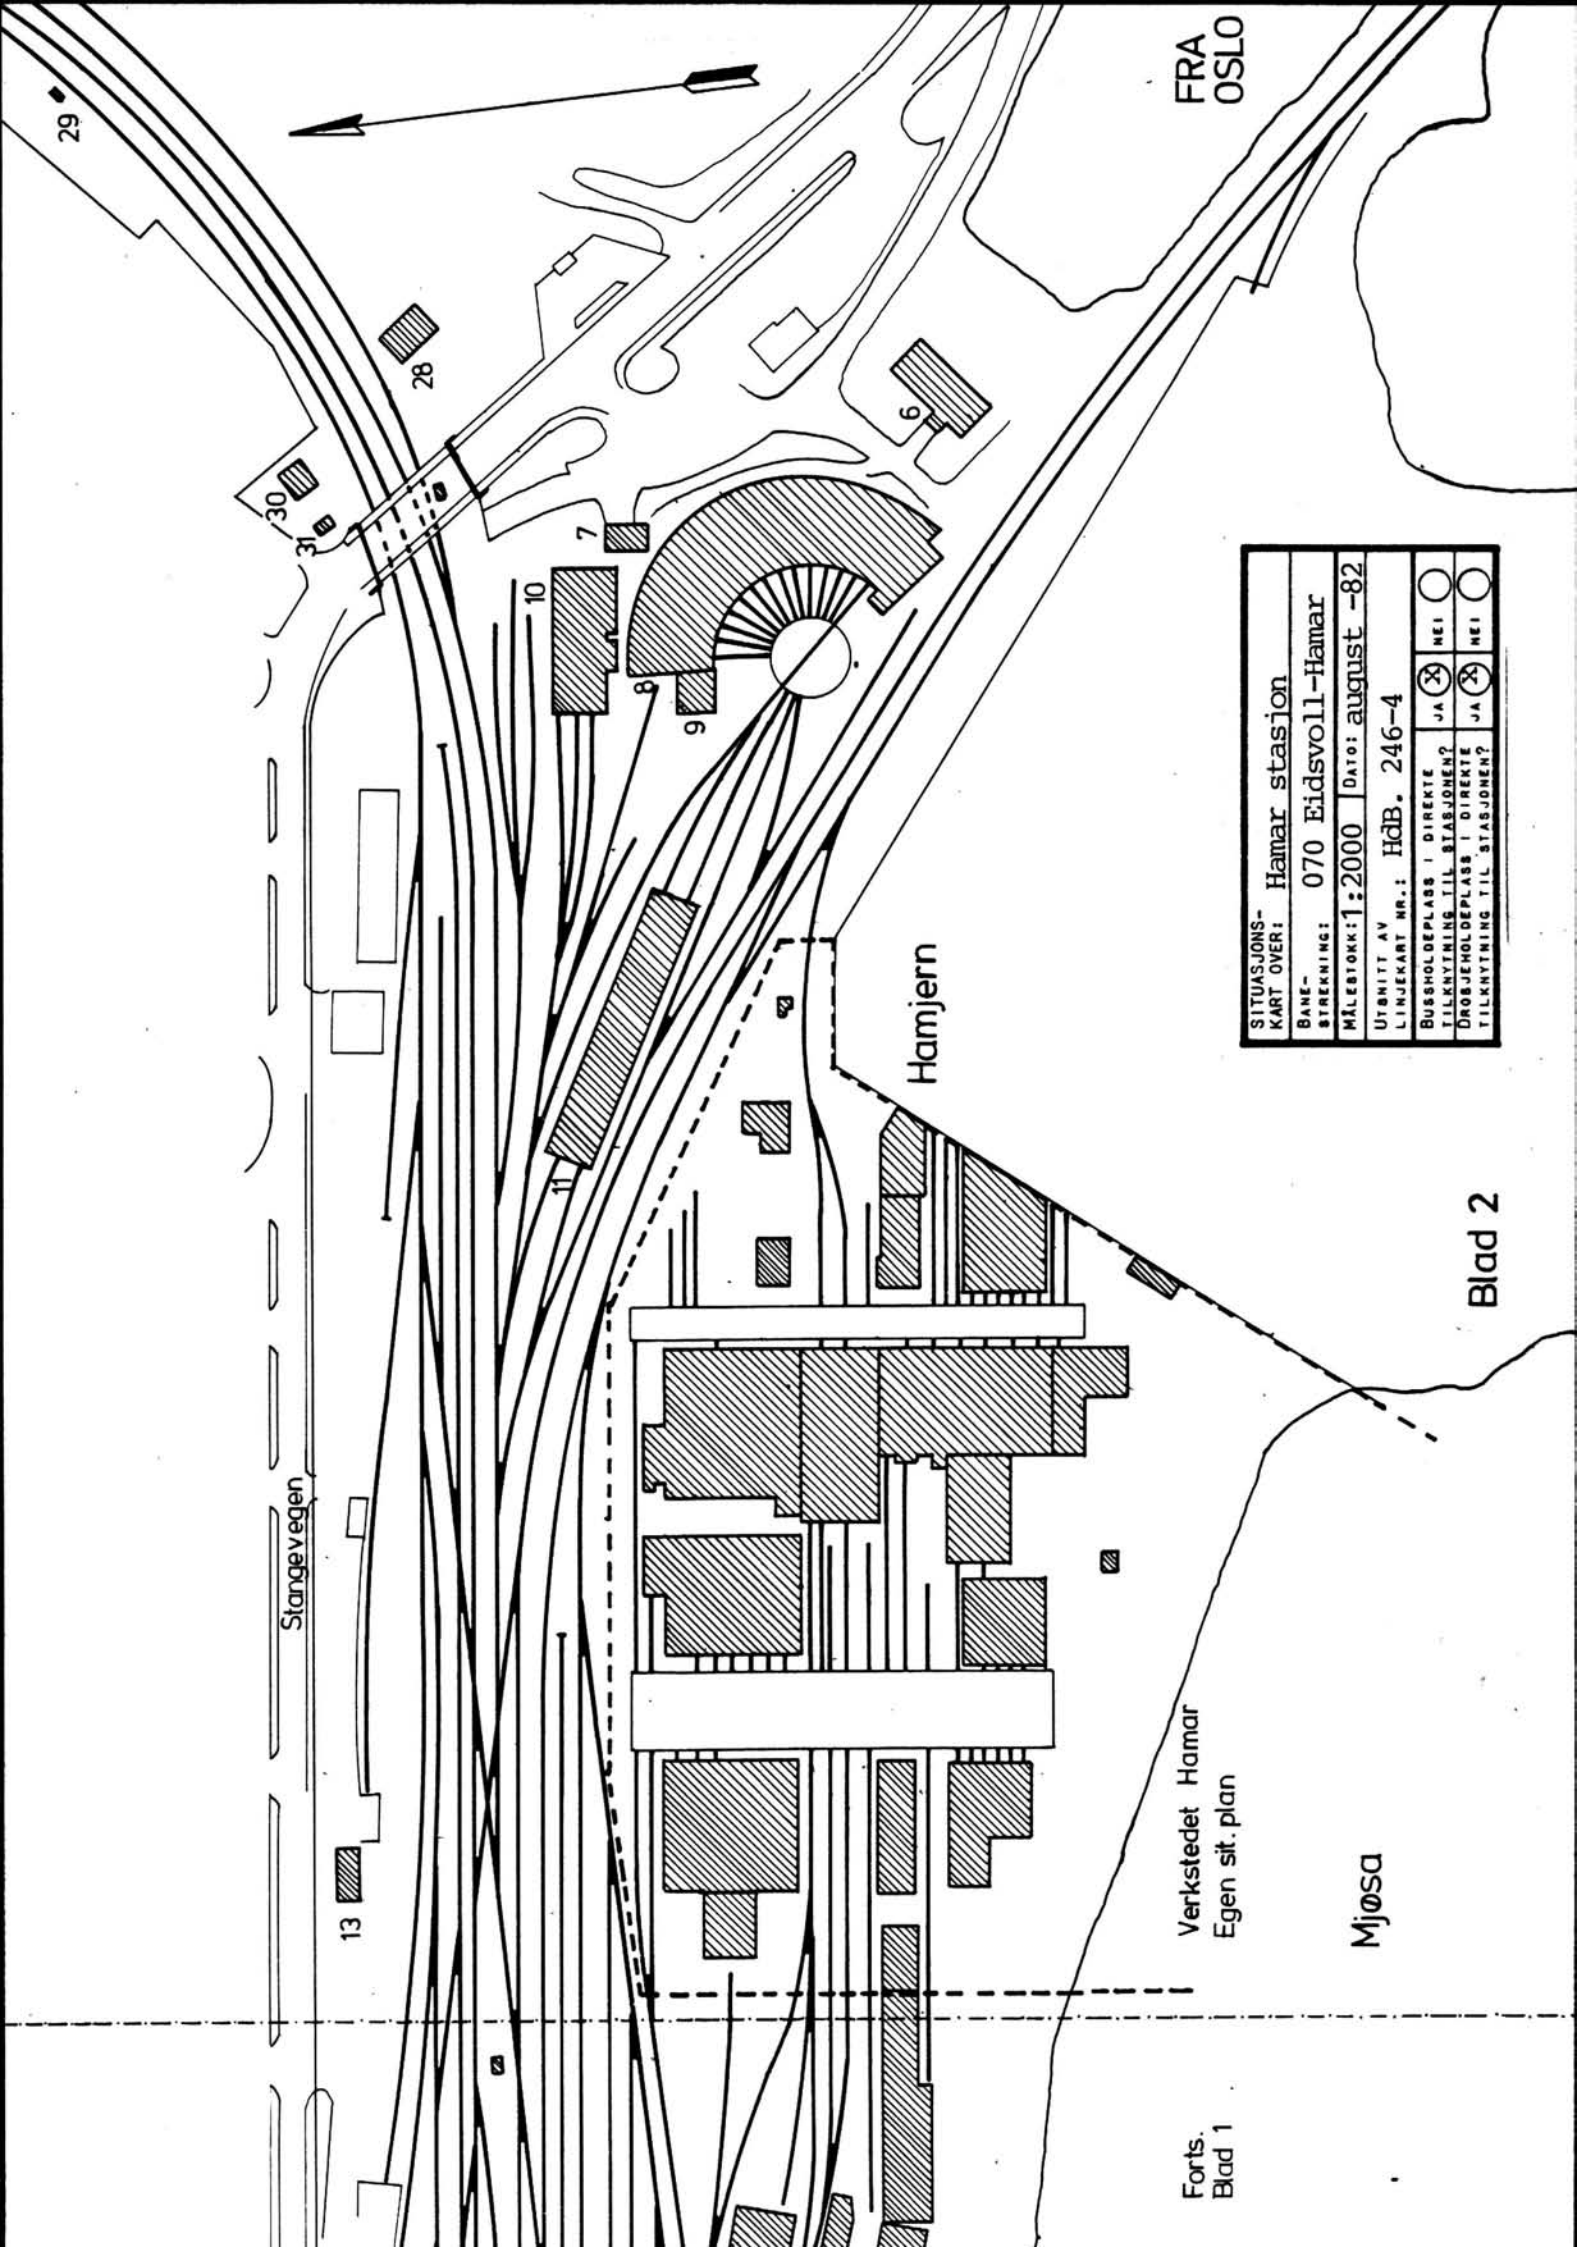 29
28
30
31
7
6
10
8
9
11
13
Stangevegen
Hamjern
FRA
OSLO
SITUASJONS-
KART OVER: Hamar stasjon
BANE-
STREKNING: 070 Eidsvoll-Hamar
MÅLESTOKK: 1:2000 DATO: august -82
UTSNITT AV
LINJEKART NR.: HdB. 246-4
BUSSHOLDEPLASS I DIREKTE
TILKNYTNING TIL STASJONEN? JA X NEI
DROSJEHOLDEPLASS I DIREKTE
TILKNYTNING TIL STASJONEN? JA X NEI
Blad 2
Verkstedet Hamar
Egen sit. plan
Mjøsa
Forts.
Blad 1